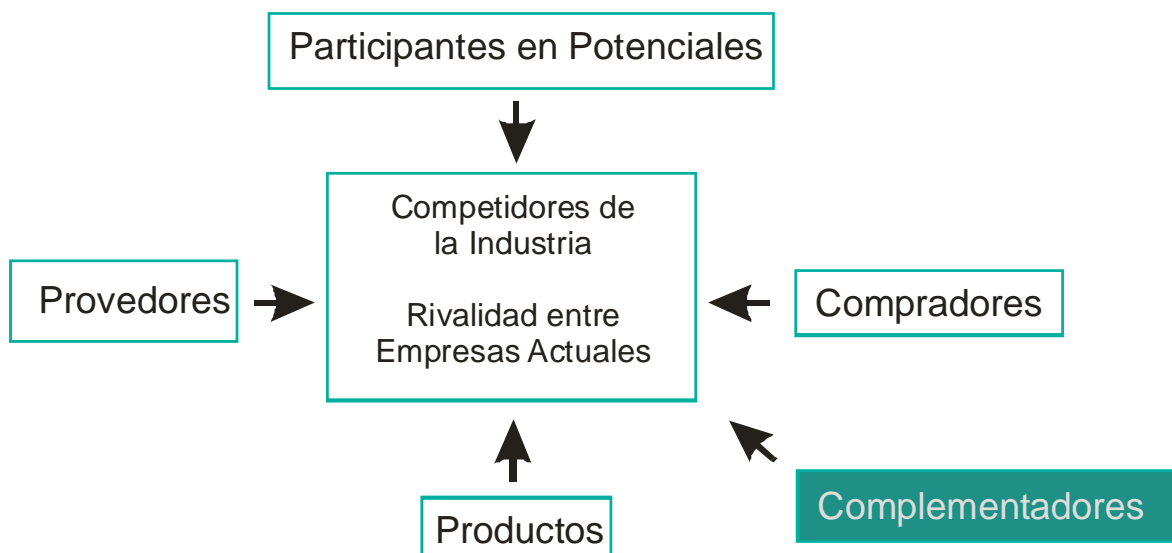 Participantes en Potenciales
Competidores de
la Industria
Rivalidad entre
Empresas Actuales
Provedores
Compradores
Productos
Complementadores